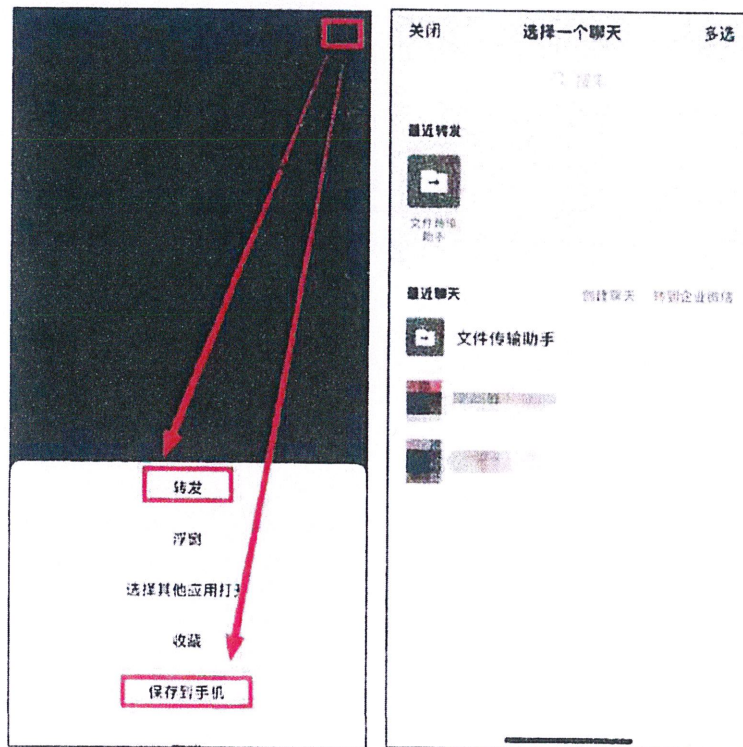 转发
浮窗
选择其他应用打开
收藏
保存到手机
关闭
选择一个聊天
多选
搜索
最近转发
文件传输
助手
最近聊天
创建聊天
转到企业微信
文件传输助手